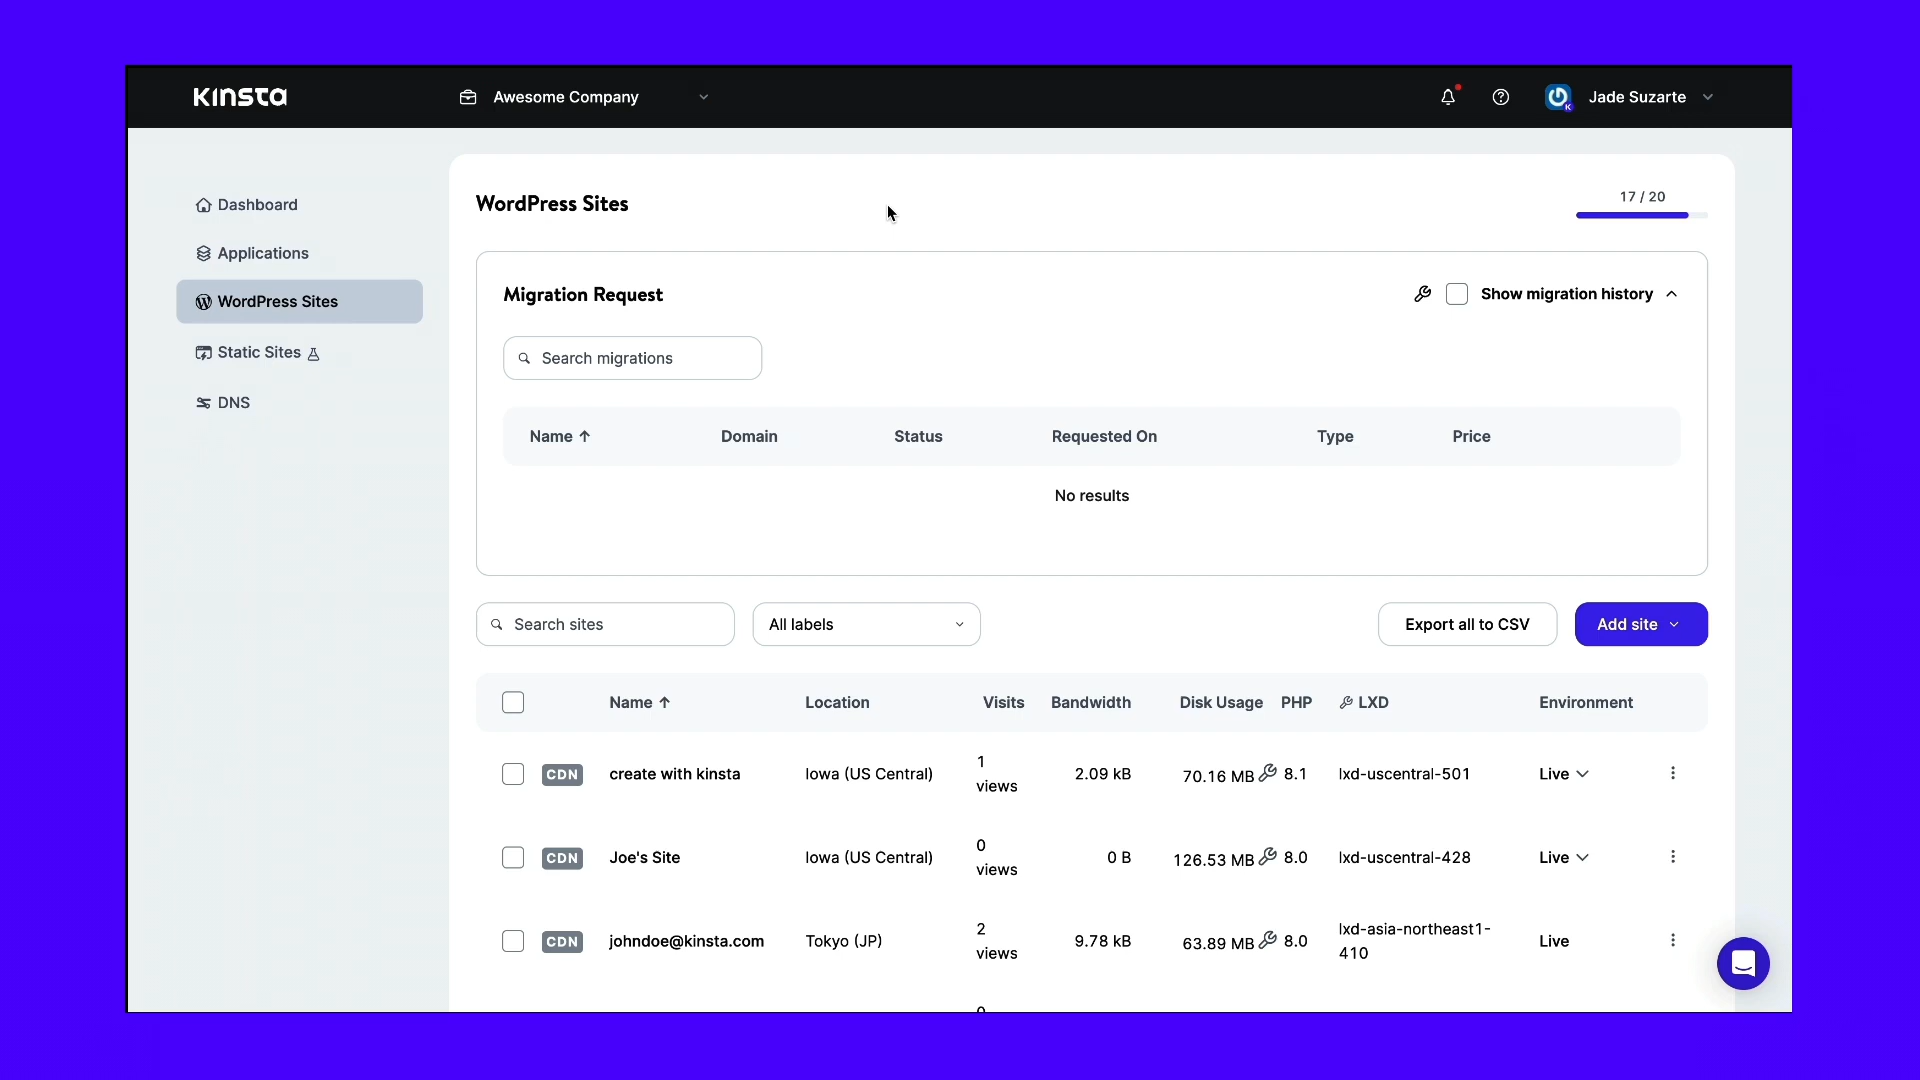 KINSTA
Awesome Company
Jade Suzarte
K
Dashboard
Applications
WordPress Sites
Static Sites
DNS
WordPress Sites
17 / 20
Migration Request
Show migration history
Search migrations
Name Domain Status Requested On Type Price
No results
Search sites
All labels
Export all to CSV
Add site
Name Location Visits Bandwidth Disk Usage PHP LXD Environment
CDN create with kinsta Iowa (US Central) 1 views 2.09 kB 70.16 MB 8.1 lxd-uscentral-501 Live
CDN Joe's Site Iowa (US Central) 0 views 0 B 126.53 MB 8.0 lxd-uscentral-428 Live
CDN johndoe@kinsta.com Tokyo (JP) 2 views 9.78 kB 63.89 MB 8.0 lxd-asia-northeast1-410 Live